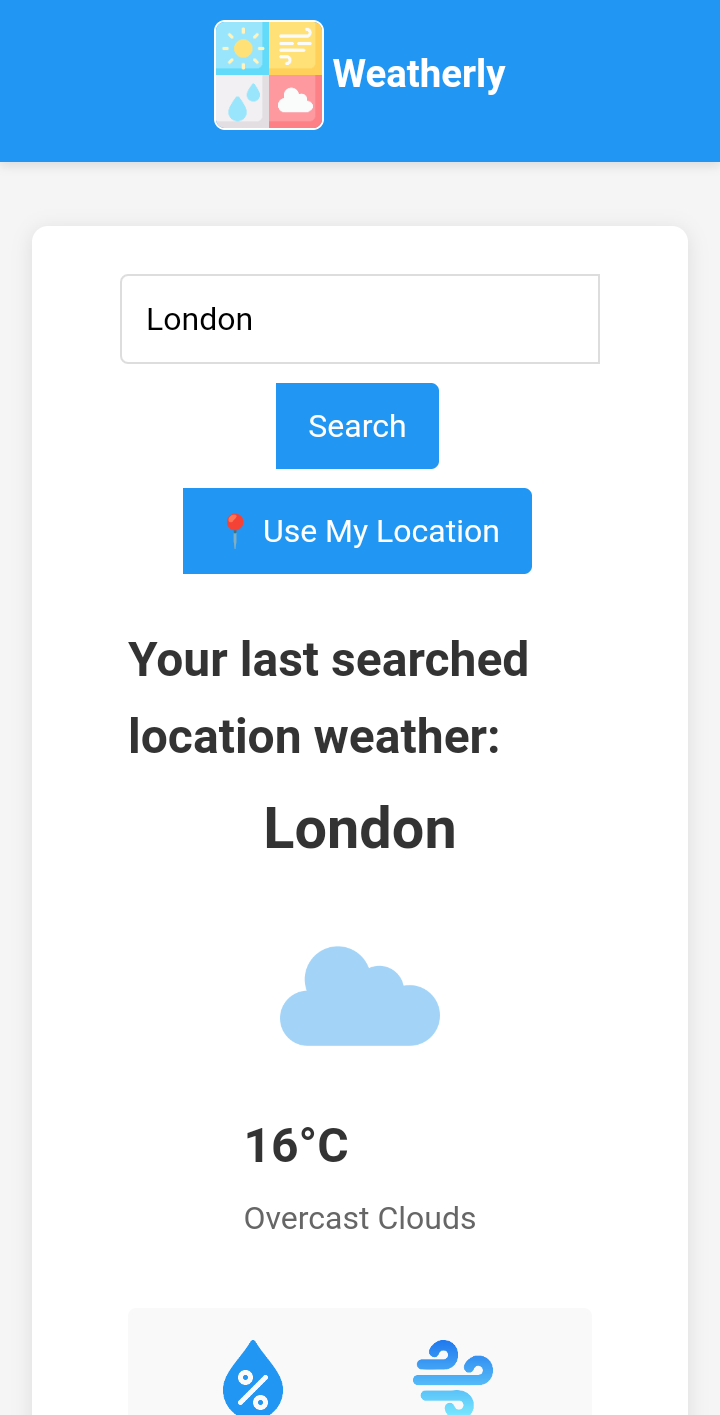 Weatherly
London
Search
📍 Use My Location
Your last searched
location weather:
London
16°C
Overcast Clouds